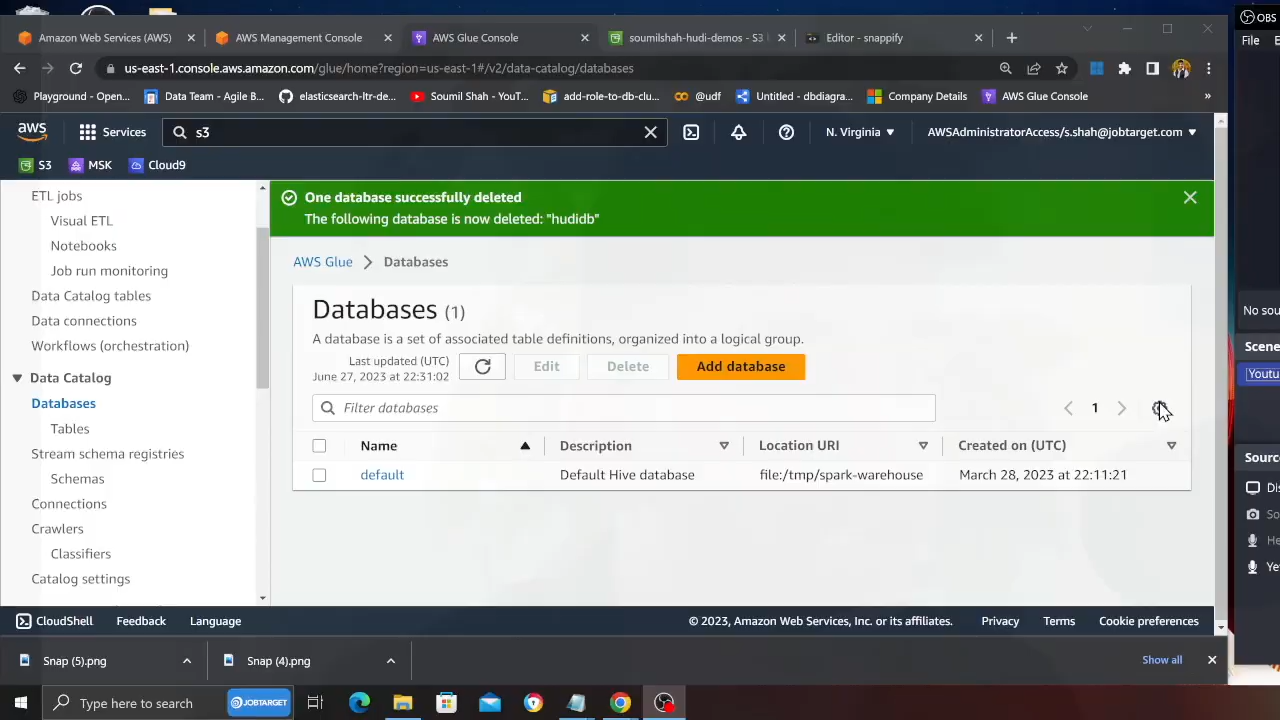 Amazon Web Services (AWS)
AWS Management Console
AWS Glue Console
soumilshah-hudi-demos - S3 b
Editor - snappify
OBS
File
us-east-1.console.aws.amazon.com/glue/home?region=us-east-1#/v2/data-catalog/databases
Playground - Open...
Data Team - Agile B...
elasticsearch-ltr-de...
Soumil Shah - YouT...
add-role-to-db-clu...
@udf
Untitled - dbdiagra...
Company Details
AWS Glue Console
»
aws
Services
s3
N. Virginia
AWSAdministratorAccess/s.shah@jobtarget.com
S3
MSK
Cloud9
ETL jobs
Visual ETL
Notebooks
Job run monitoring
Data Catalog tables
Data connections
Workflows (orchestration)
Data Catalog
Databases
Tables
Stream schema registries
Schemas
Connections
Crawlers
Classifiers
Catalog settings
One database successfully deleted
The following database is now deleted: "hudidb"
AWS Glue
Databases
Databases (1)
A database is a set of associated table definitions, organized into a logical group.
Last updated (UTC)
June 27, 2023 at 22:31:02
Edit
Delete
Add database
Filter databases
1
Name
Description
Location URI
Created on (UTC)
default
Default Hive database
file:/tmp/spark-warehouse
March 28, 2023 at 22:11:21
No sou
Scene
Youtu
Sourc
Dis
So
He
Ye
CloudShell
Feedback
Language
© 2023, Amazon Web Services, Inc. or its affiliates.
Privacy
Terms
Cookie preferences
Snap (5).png
Snap (4).png
Show all
Type here to search
JOBTARGET